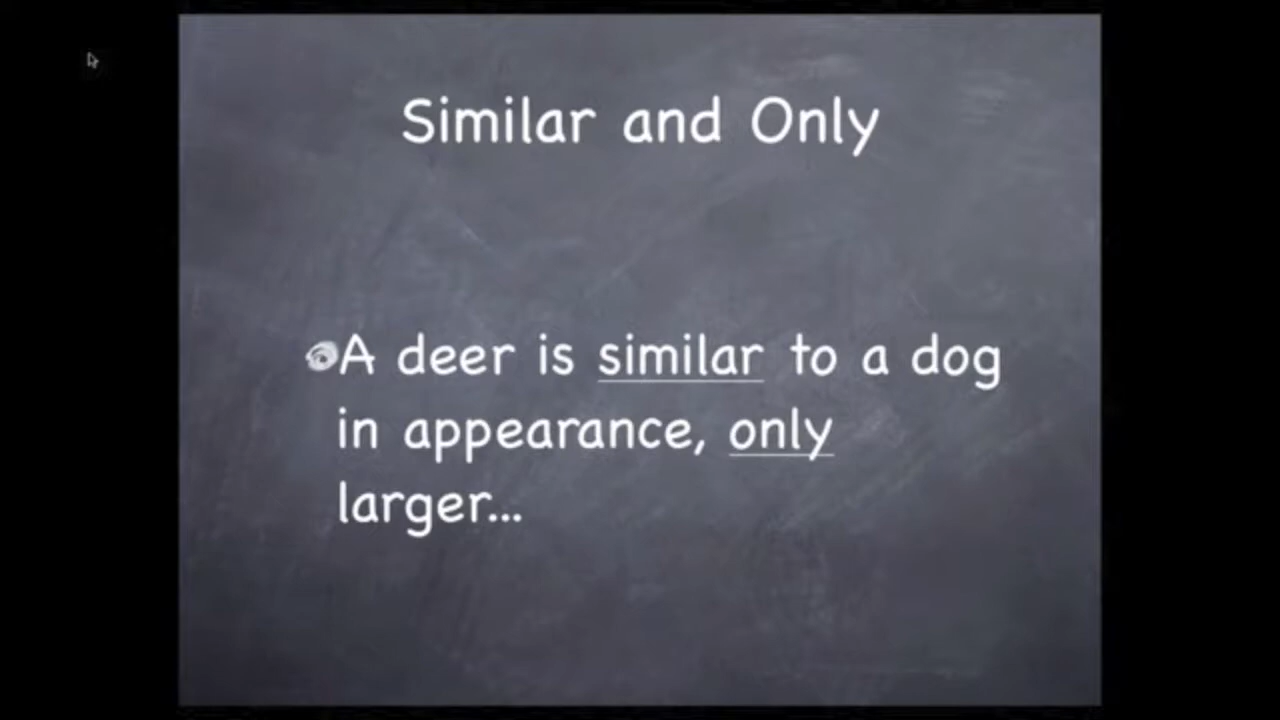 Similar and Only
A deer is similar to a dog
in appearance, only
larger...